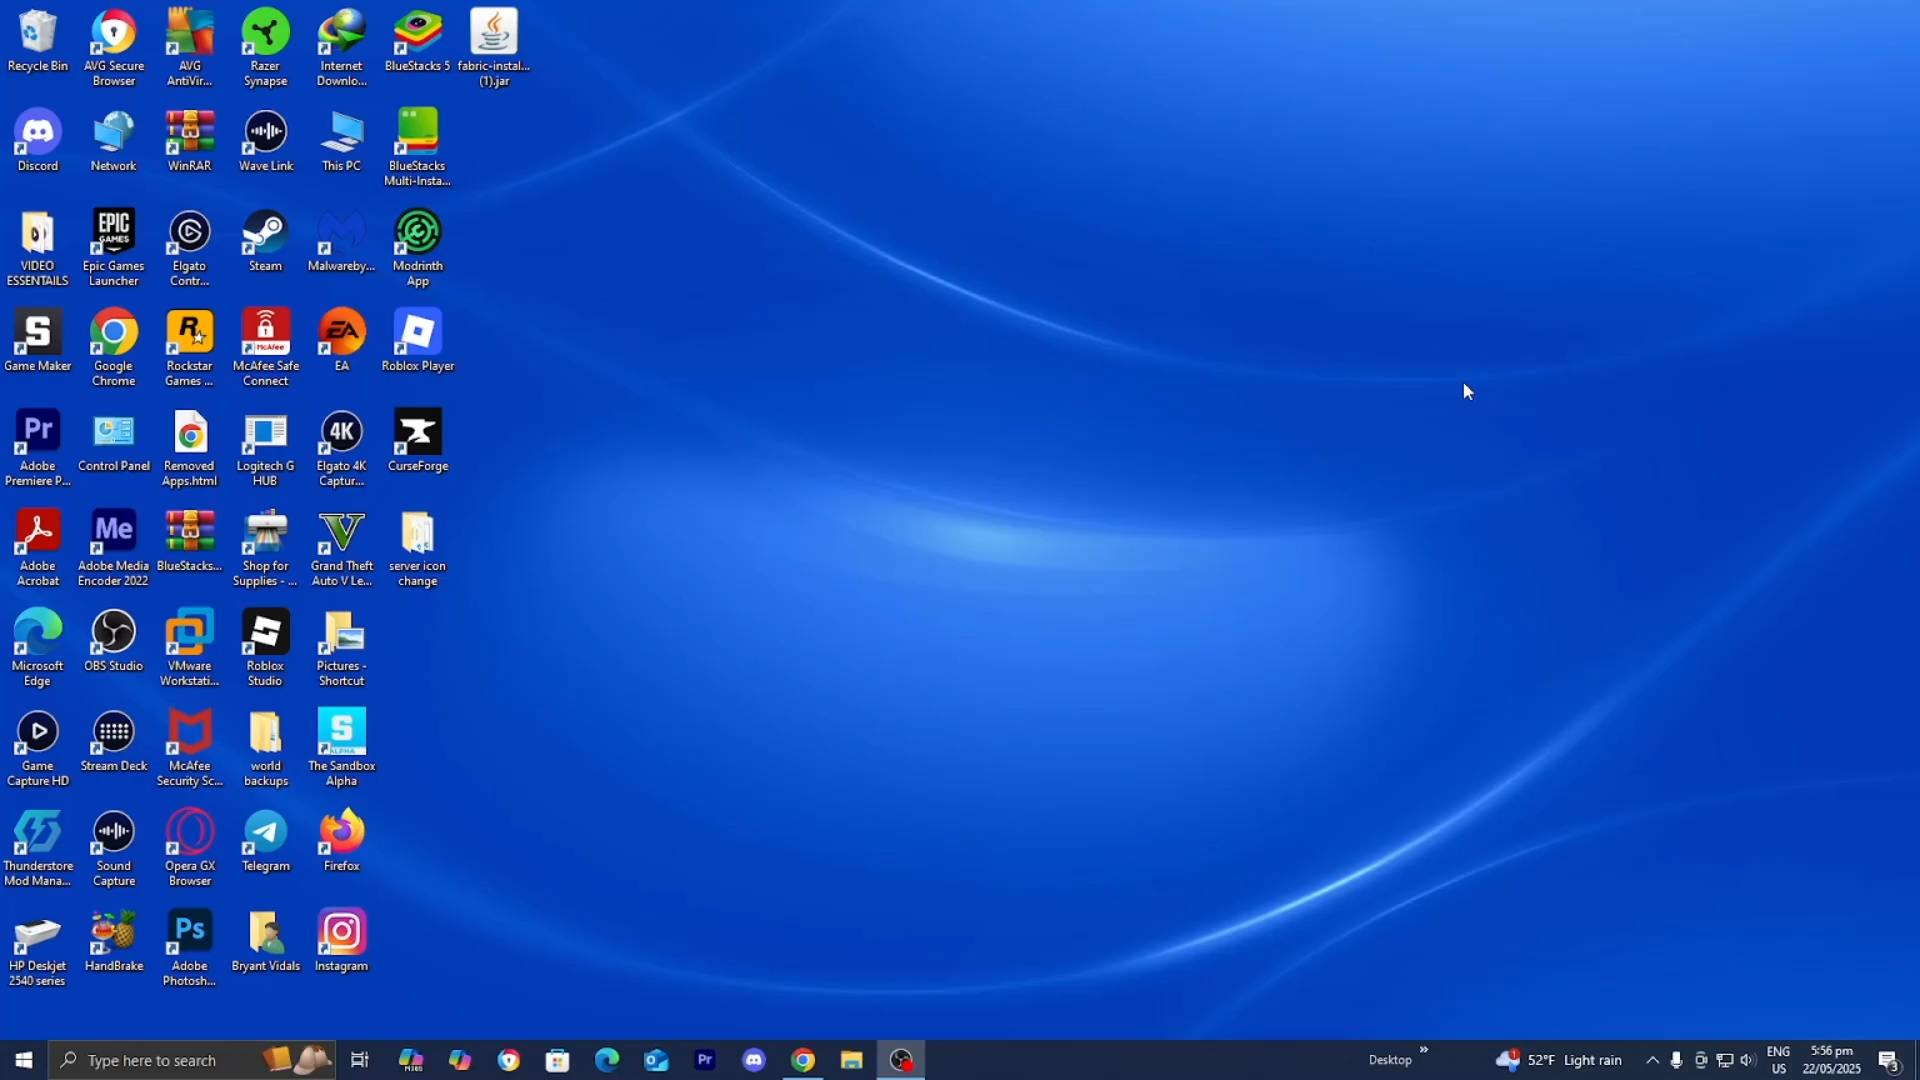 Recycle Bin
AVG Secure
Browser
AVG
AntiVir...
Razer
Synapse
Internet
Downlo...
BlueStacks 5
fabric-instal...
(1).jar
Discord
Network
WinRAR
Wave Link
This PC
BlueStacks
Multi-Insta...
VIDEO
ESSENTAILS
EPIC
GAMES
Epic Games
Launcher
Elgato
Contr...
Steam
Malwareby...
Modrinth
App
Game Maker
Google
Chrome
Rockstar
Games ...
McAfee
McAfee Safe
Connect
EA
EA
Roblox Player
Pr
Adobe
Premiere P...
Control Panel
Removed
Apps.html
Logitech G
HUB
4K
Elgato 4K
Captur...
CurseForge
Adobe
Acrobat
Me
Adobe Media
Encoder 2022
BlueStacks...
Shop for
Supplies - ...
Grand Theft
Auto V Le...
server icon
change
Microsoft
Edge
OBS Studio
VMware
Workstati...
Roblox
Studio
Pictures -
Shortcut
Game
Capture HD
Stream Deck
McAfee
Security Sc...
world
backups
S
ALPHA
The Sandbox
Alpha
Thunderstore
Mod Mana...
Sound
Capture
Opera GX
Browser
Telegram
Firefox
HP Deskjet
2540 series
HandBrake
Ps
Adobe
Photosh...
Bryant Vidals
Instagram
Type here to search
M365
Pr
Desktop
»
1
52°F Light rain
ENG
US
5:56 pm
22/05/2025
3